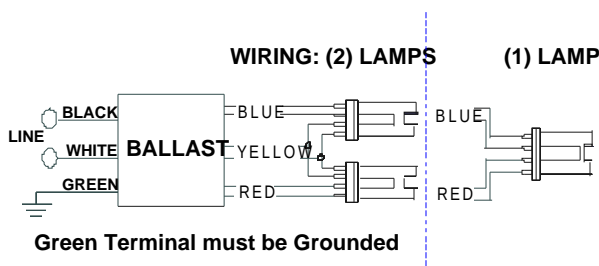 WIRING: (2) LAMPS
(1) LAMP
BLACK
BLUE
BLUE
LINE
WHITE
BALLAST
YELLOW
GREEN
RED
RED
Green Terminal must be Grounded